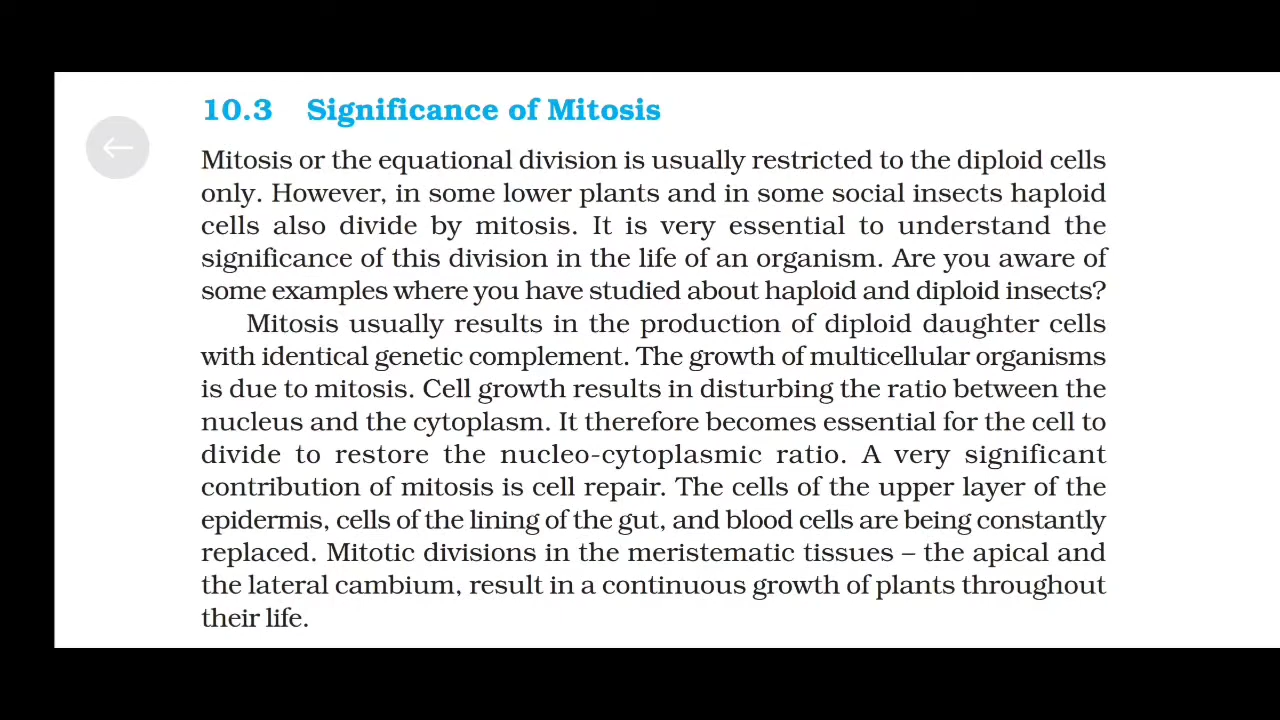 10.3 Significance of Mitosis
Mitosis or the equational division is usually restricted to the diploid cells
only. However, in some lower plants and in some social insects haploid
cells also divide by mitosis. It is very essential to understand the
significance of this division in the life of an organism. Are you aware of
some examples where you have studied about haploid and diploid insects?
Mitosis usually results in the production of diploid daughter cells
with identical genetic complement. The growth of multicellular organisms
is due to mitosis. Cell growth results in disturbing the ratio between the
nucleus and the cytoplasm. It therefore becomes essential for the cell to
divide to restore the nucleo-cytoplasmic ratio. A very significant
contribution of mitosis is cell repair. The cells of the upper layer of the
epidermis, cells of the lining of the gut, and blood cells are being constantly
replaced. Mitotic divisions in the meristematic tissues – the apical and
the lateral cambium, result in a continuous growth of plants throughout
their life.